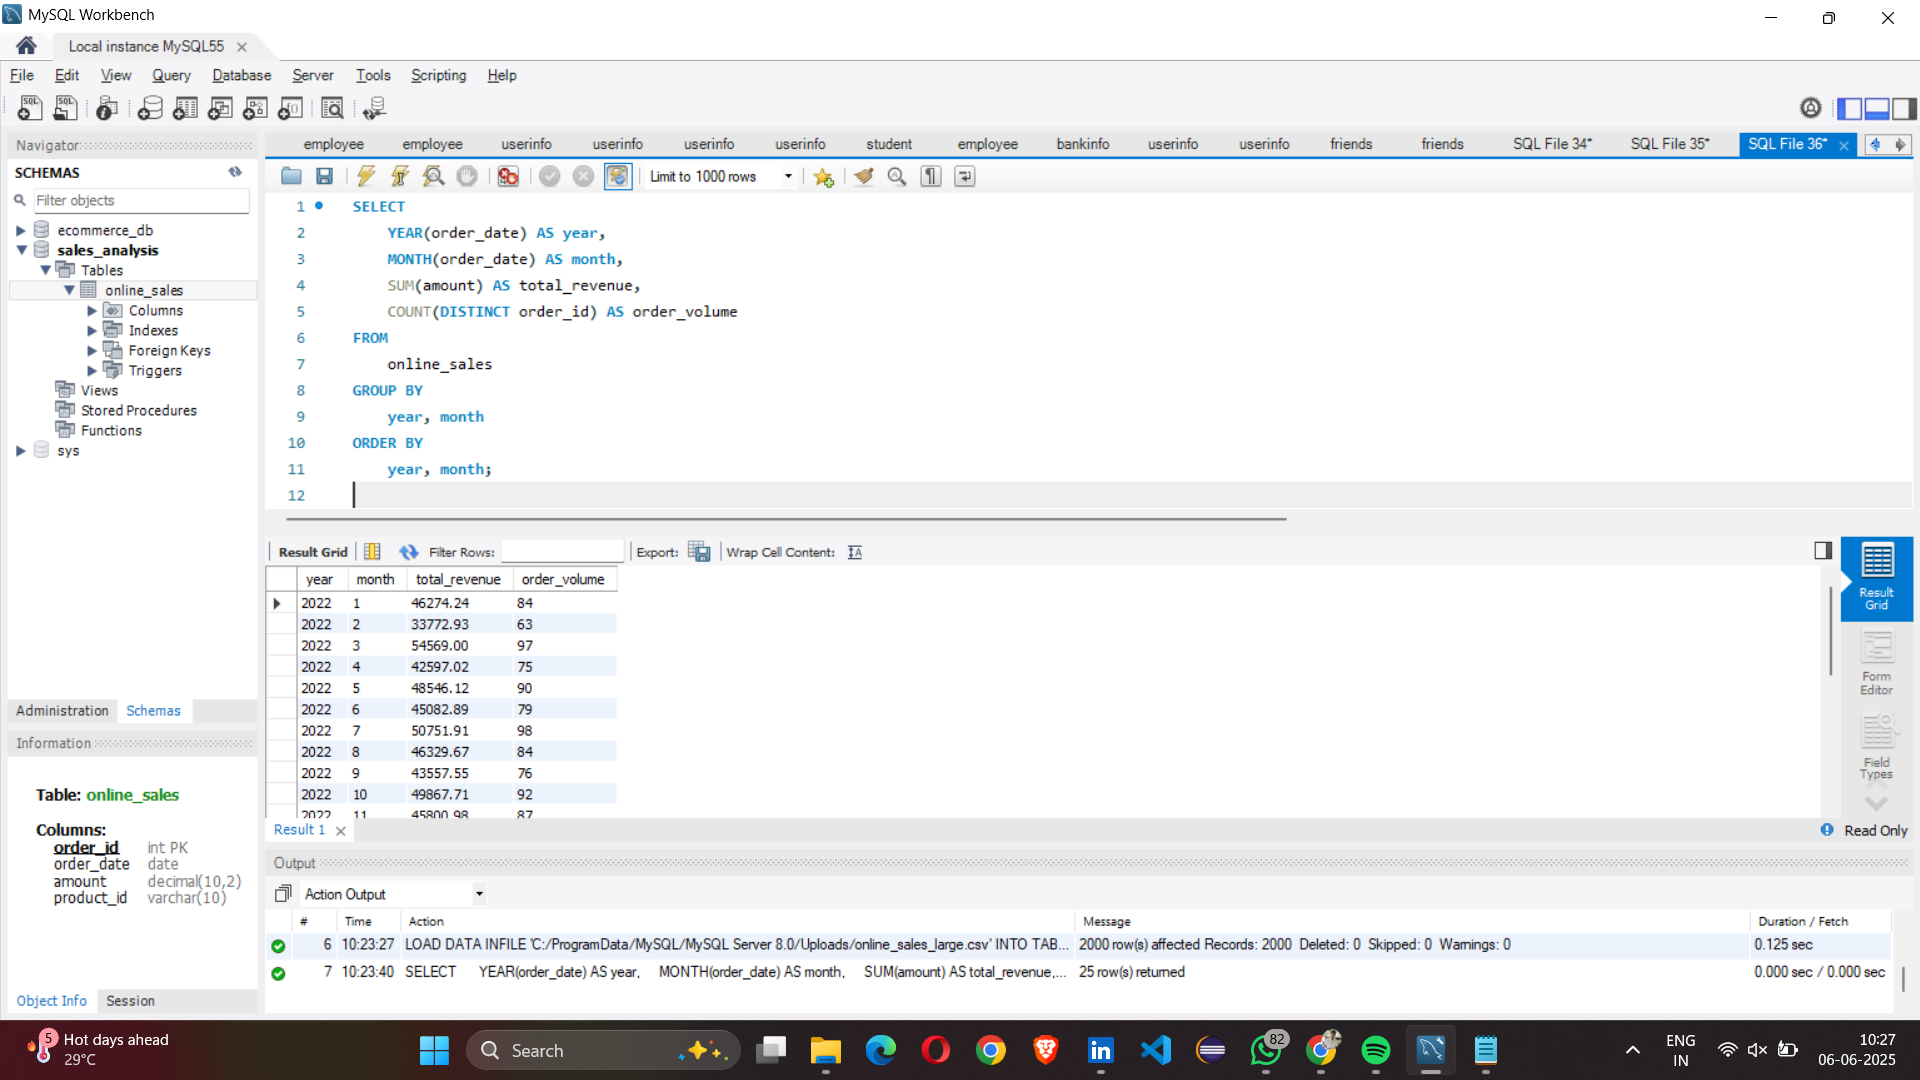 MySQL Workbench
Local instance MySQL55
File Edit View Query Database Server Tools Scripting Help
Navigator
SCHEMAS
Filter objects
ecommerce_db
sales_analysis
Tables
online_sales
Columns
Indexes
Foreign Keys
Triggers
Views
Stored Procedures
Functions
sys
Administration Schemas
Information
Table: online_sales
Columns:
order_id int PK
order_date date
amount decimal(10,2)
product_id varchar(10)
Object Info Session
employee employee userinfo userinfo userinfo userinfo student employee bankinfo userinfo userinfo friends friends SQL File 34* SQL File 35* SQL File 36*
Limit to 1000 rows
1 SELECT
2 YEAR(order_date) AS year,
3 MONTH(order_date) AS month,
4 SUM(amount) AS total_revenue,
5 COUNT(DISTINCT order_id) AS order_volume
6 FROM
7 online_sales
8 GROUP BY
9 year, month
10 ORDER BY
11 year, month;
12
Result Grid Filter Rows: Export: Wrap Cell Content:
year month total_revenue order_volume
2022 1 46274.24 84
2022 2 33772.93 63
2022 3 54569.00 97
2022 4 42597.02 75
2022 5 48546.12 90
2022 6 45082.89 79
2022 7 50751.91 98
2022 8 46329.67 84
2022 9 43557.55 76
2022 10 49867.71 92
2022 11 45800.98 87
Result Grid
Form Editor
Field Types
Result 1
Read Only
Output
Action Output
# Time Action Message Duration / Fetch
6 10:23:27 LOAD DATA INFILE 'C:/ProgramData/MySQL/MySQL Server 8.0/Uploads/online_sales_large.csv' INTO TAB... 2000 row(s) affected Records: 2000 Deleted: 0 Skipped: 0 Warnings: 0 0.125 sec
7 10:23:40 SELECT YEAR(order_date) AS year, MONTH(order_date) AS month, SUM(amount) AS total_revenue,... 25 row(s) returned 0.000 sec / 0.000 sec
5
Hot days ahead
29°C
Search
82
ENG
IN
10:27
06-06-2025